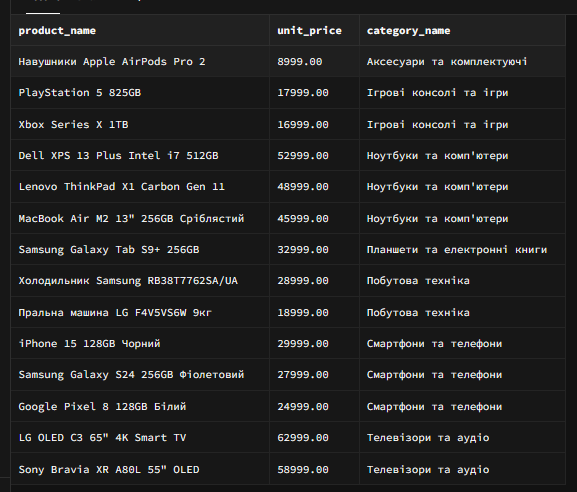 product_name unit_price category_name
Навушники Apple AirPods Pro 2 8999.00 Аксесуари та комплектуючі
PlayStation 5 825GB 17999.00 Ігрові консолі та ігри
Xbox Series X 1TB 16999.00 Ігрові консолі та ігри
Dell XPS 13 Plus Intel i7 512GB 52999.00 Ноутбуки та комп'ютери
Lenovo ThinkPad X1 Carbon Gen 11 48999.00 Ноутбуки та комп'ютери
MacBook Air M2 13" 256GB Сріблястий 45999.00 Ноутбуки та комп'ютери
Samsung Galaxy Tab S9+ 256GB 32999.00 Планшети та електронні книги
Холодильник Samsung RB38T7762SA/UA 28999.00 Побутова техніка
Пральна машина LG F4V5VS6W 9кг 18999.00 Побутова техніка
iPhone 15 128GB Чорний 29999.00 Смартфони та телефони
Samsung Galaxy S24 256GB Фіолетовий 27999.00 Смартфони та телефони
Google Pixel 8 128GB Білий 24999.00 Смартфони та телефони
LG OLED C3 65" 4K Smart TV 62999.00 Телевізори та аудіо
Sony Bravia XR A80L 55" OLED 58999.00 Телевізори та аудіо